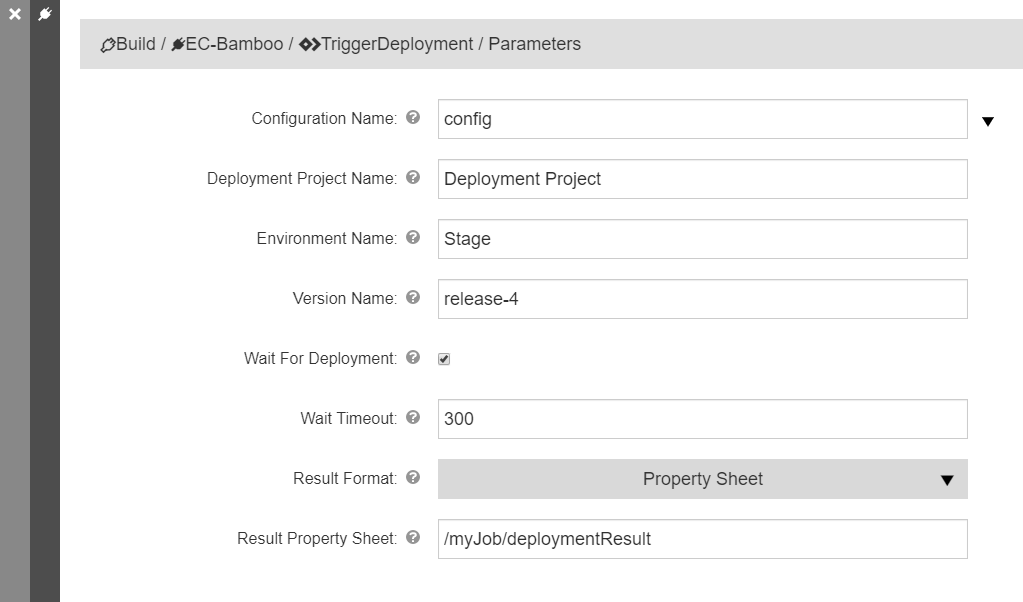 Build / EC-Bamboo / TriggerDeployment / Parameters
Configuration Name: config
Deployment Project Name: Deployment Project
Environment Name: Stage
Version Name: release-4
Wait For Deployment:
Wait Timeout: 300
Result Format: Property Sheet
Result Property Sheet: /myJob/deploymentResult